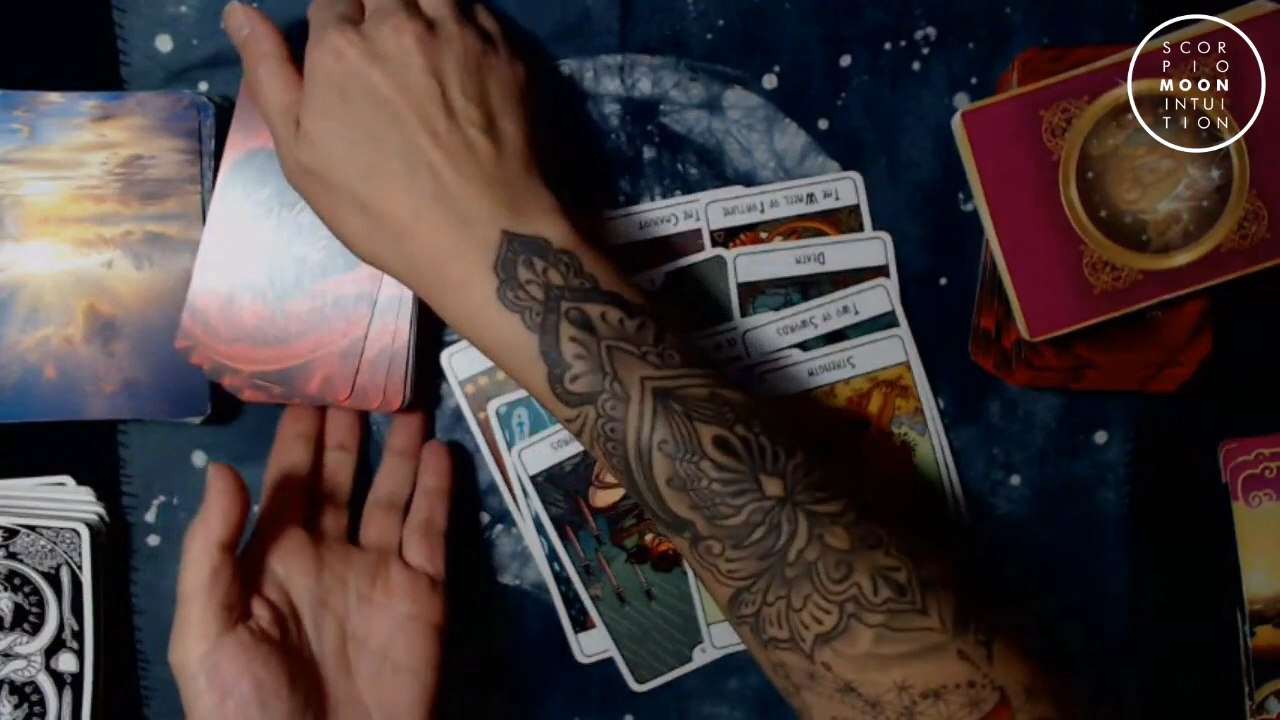 SCOR
PIO
MOON
INTUI
TION
THE WHEEL OF FORTUNE
THE CHARIOT
DEATH
TWO OF SWORDS
STRENGTH